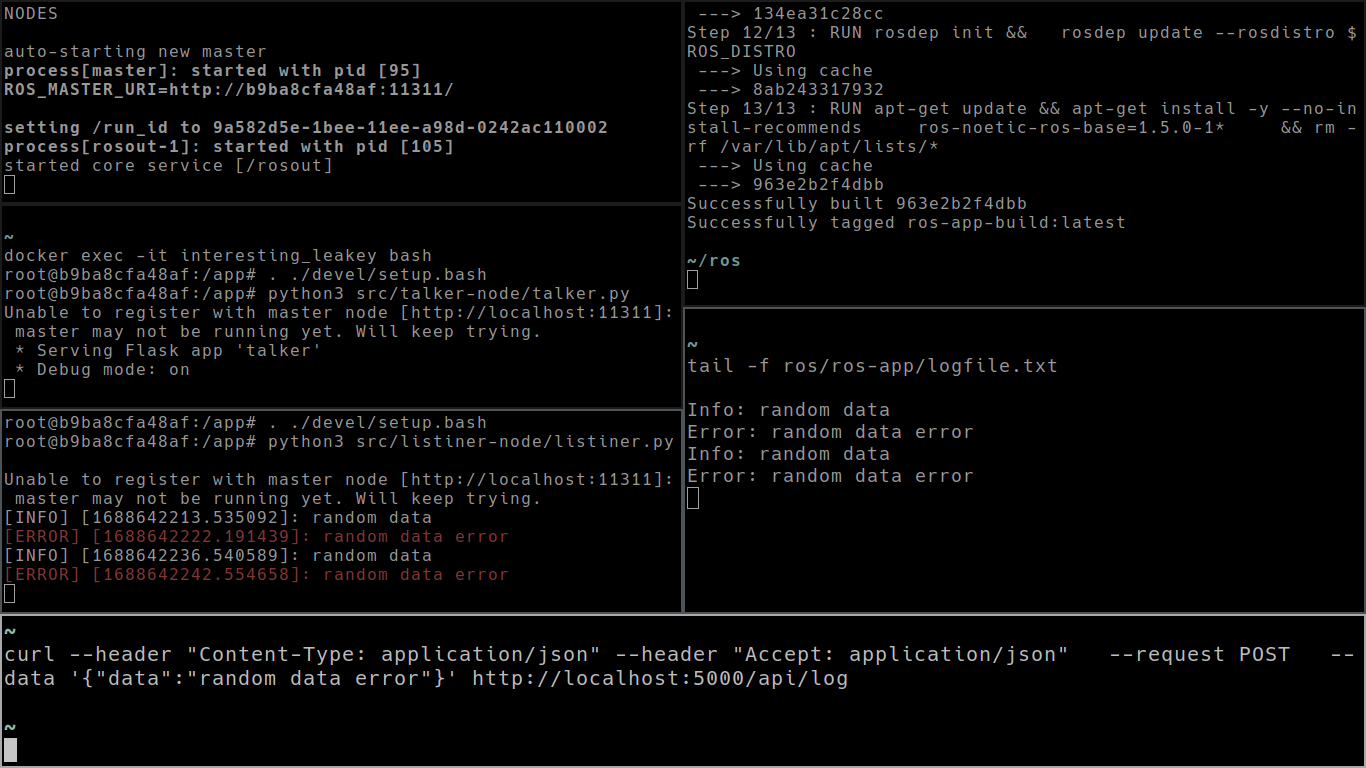 NODES
auto-starting new master
process[master]: started with pid [95]
ROS_MASTER_URI=http://b9ba8cfa48af:11311/
setting /run_id to 9a582d5e-1bee-11ee-a98d-0242ac110002
process[rosout-1]: started with pid [105]
started core service [/rosout]
~
docker exec -it interesting_leakey bash
root@b9ba8cfa48af:/app# . ./devel/setup.bash
root@b9ba8cfa48af:/app# python3 src/talker-node/talker.py
Unable to register with master node [http://localhost:11311]:
 master may not be running yet. Will keep trying.
 * Serving Flask app 'talker'
 * Debug mode: on
root@b9ba8cfa48af:/app# . ./devel/setup.bash
root@b9ba8cfa48af:/app# python3 src/listiner-node/listiner.py
Unable to register with master node [http://localhost:11311]:
 master may not be running yet. Will keep trying.
[INFO] [1688642213.535092]: random data
[ERROR] [1688642222.191439]: random data error
[INFO] [1688642236.540589]: random data
[ERROR] [1688642242.554658]: random data error
 ---> 134ea31c28cc
Step 12/13 : RUN rosdep init &&   rosdep update --rosdistro $
ROS_DISTRO
 ---> Using cache
 ---> 8ab243317932
Step 13/13 : RUN apt-get update && apt-get install -y --no-in
stall-recommends     ros-noetic-ros-base=1.5.0-1*     && rm -
rf /var/lib/apt/lists/*
 ---> Using cache
 ---> 963e2b2f4dbb
Successfully built 963e2b2f4dbb
Successfully tagged ros-app-build:latest
~/ros
~
tail -f ros/ros-app/logfile.txt
Info: random data
Error: random data error
Info: random data
Error: random data error
~
curl --header "Content-Type: application/json" --header "Accept: application/json"   --request POST   --
data '{"data":"random data error"}' http://localhost:5000/api/log
~